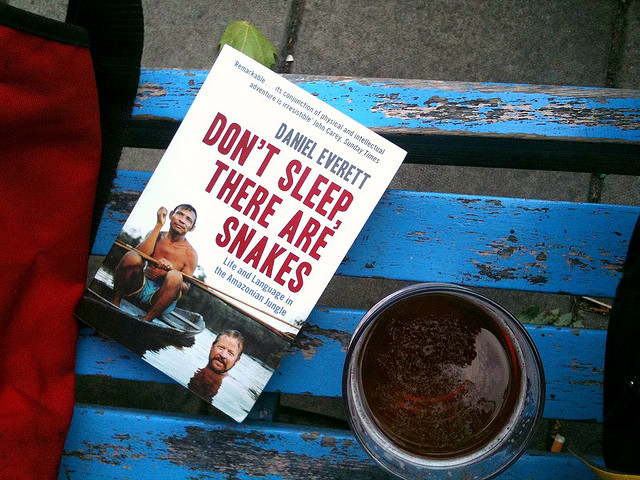 'Remarkable . . . its conjunction of physical and intellectual
adventure is irresistible' John Carey, Sunday Times
DANIEL EVERETT
DON'T SLEEP,
THERE ARE
SNAKES
Life and Language in
the Amazonian Jungle